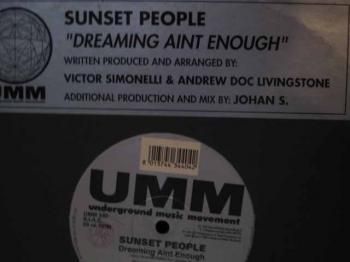 SUNSET PEOPLE
"DREAMING AINT ENOUGH"
WRITTEN PRODUCED AND ARRANGED BY:
VICTOR SIMONELLI & ANDREW DOC LIVINGSTONE
ADDITIONAL PRODUCTION AND MIX BY: JOHAN S.
UMM
UMM
underground music movement
SUNSET PEOPLE
Dreaming Aint Enough